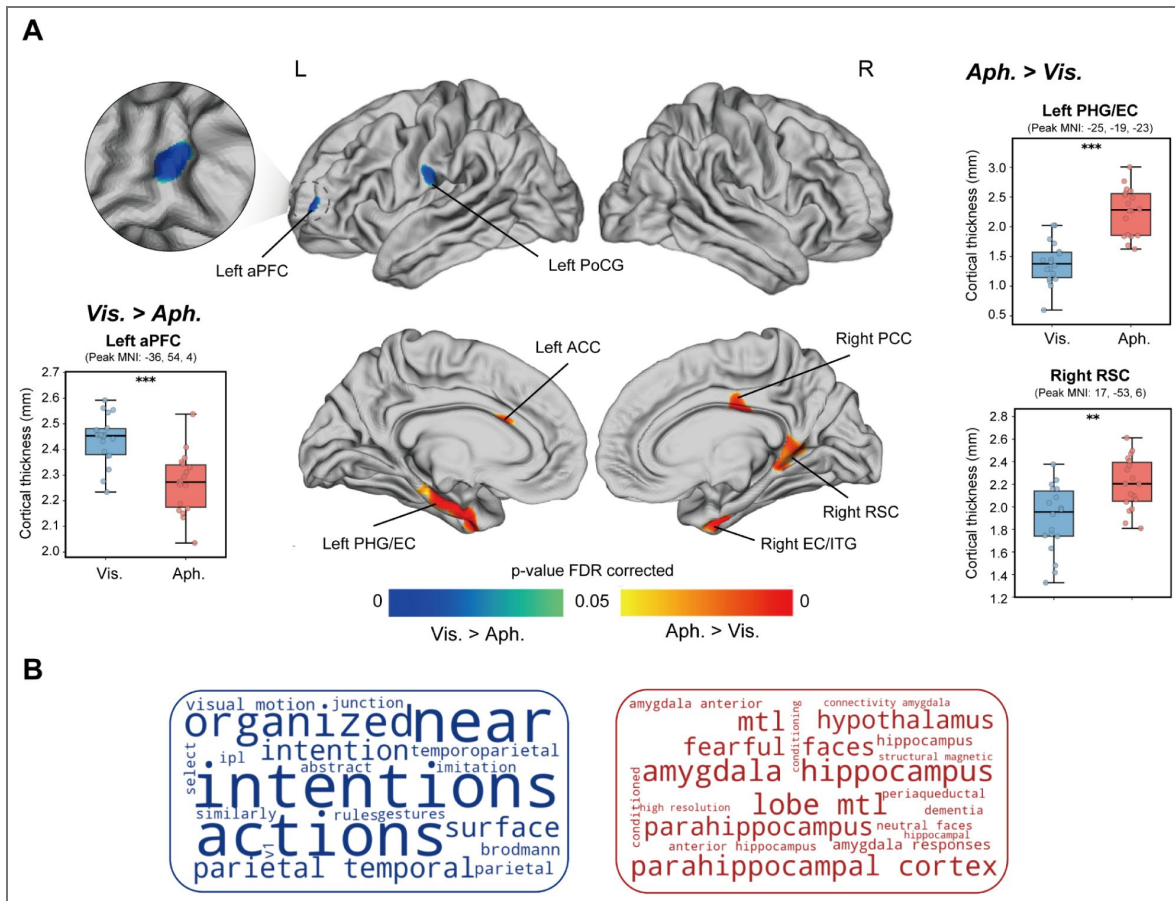 A
L
R
Aph. > Vis.
Left PHG/EC
(Peak MNI: -25, -19, -23)
***
Cortical thickness (mm)
3.0
2.5
2.0
1.5
1.0
0.5
Vis.
Aph.
Left aPFC
Left PoCG
Vis. > Aph.
Left aPFC
(Peak MNI: -36, 54, 4)
***
Cortical thickness (mm)
2.7
2.6
2.5
2.4
2.3
2.2
2.1
2.0
Vis.
Aph.
Left ACC
Right PCC
Left PHG/EC
Right RSC
Right EC/ITG
Right RSC
(Peak MNI: 17, -53, 6)
**
Cortical thickness (mm)
2.8
2.6
2.4
2.2
2.0
1.8
1.6
1.4
1.2
Vis.
Aph.
p-value FDR corrected
0
0.05
0
Vis. > Aph.
Aph. > Vis.
B
visual motion
junction
organized
near
intention
temporoparietal
select
ipl
abstract
imitation
intentions
similarly
rules
gestures
actions
v1
surface
brodmann
parietal temporal
parietal
amygdala anterior
connectivity amygdala
mtl
conditioning
hypothalamus
fearful
faces
hippocampus
structural magnetic
amygdala
hippocampus
conditioned
periaqueductal
high resolution
lobe mtl
dementia
parahippocampus
neutral faces
hippocampal
anterior hippocampus
amygdala responses
parahippocampal cortex